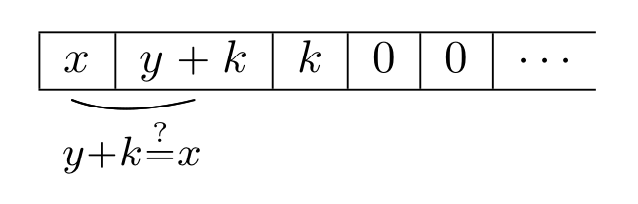 x y + k k 0 0 ⋯
y+k≟x